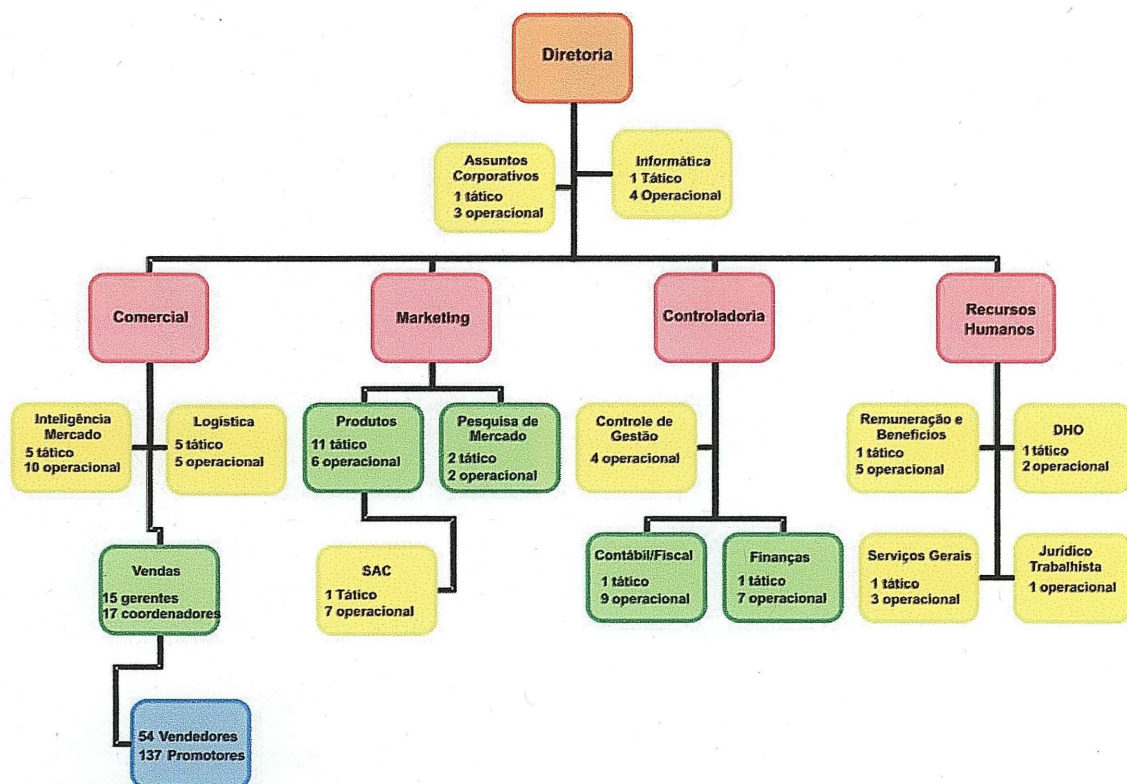 Diretoria
Assuntos
Corporativos
1 tático
3 operacional
Informática
1 Tático
4 Operacional
Comercial
Marketing
Controladoria
Recursos
Humanos
Inteligência
Mercado
5 tático
10 operacional
Logística
5 tático
5 operacional
Produtos
11 tático
6 operacional
Pesquisa de
Mercado
2 tático
2 operacional
Controle de
Gestão
4 operacional
Remuneração e
Benefícios
1 tático
5 operacional
DHO
1 tático
2 operacional
Vendas
15 gerentes
17 coordenadores
SAC
1 Tático
7 operacional
Contábil/Fiscal
1 tático
9 operacional
Finanças
1 tático
7 operacional
Serviços Gerais
1 tático
3 operacional
Jurídico
Trabalhista
1 operacional
54 Vendedores
137 Promotores